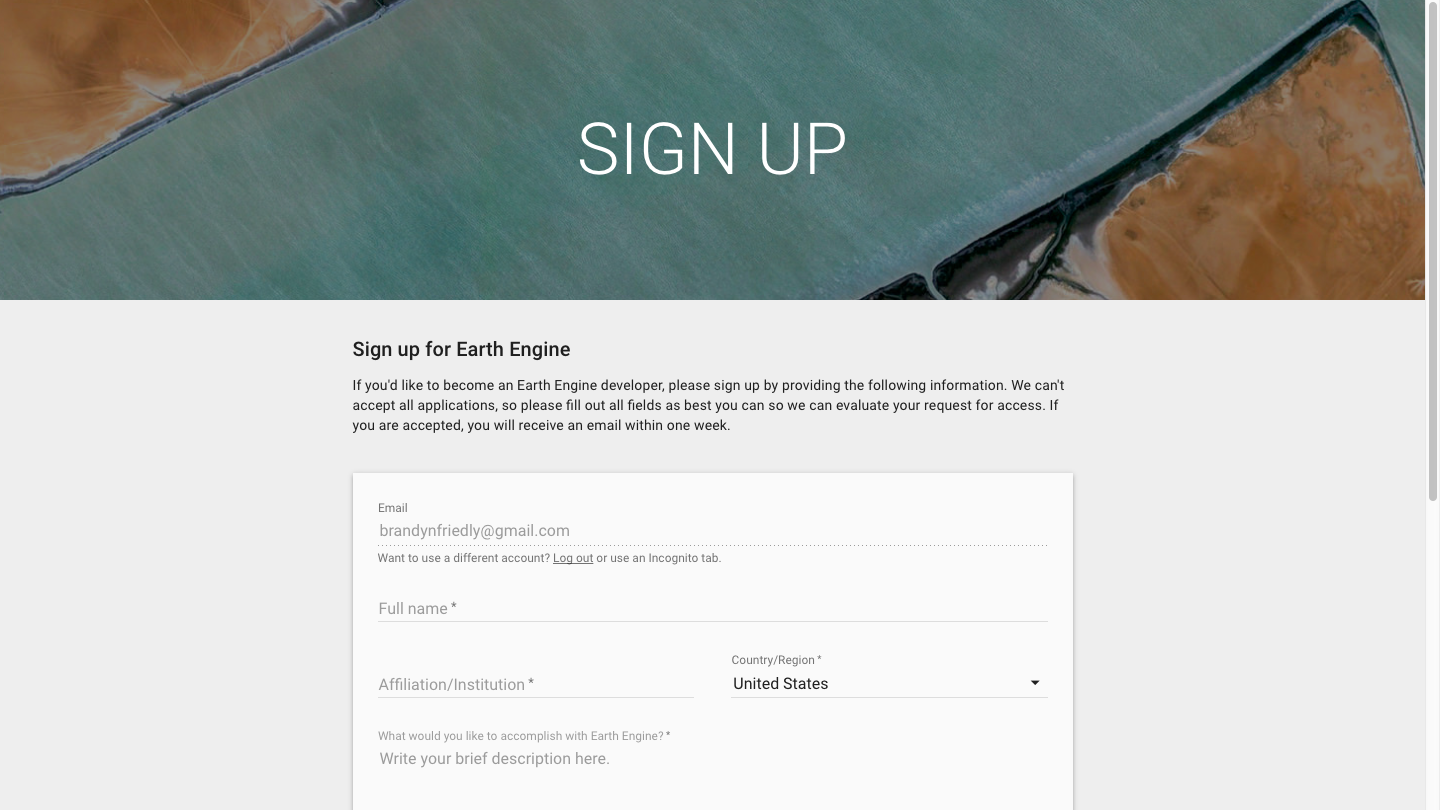 SIGN UP
Sign up for Earth Engine
If you'd like to become an Earth Engine developer, please sign up by providing the following information. We can't
accept all applications, so please fill out all fields as best you can so we can evaluate your request for access. If
you are accepted, you will receive an email within one week.
Email
brandynfriedly@gmail.com
Want to use a different account? Log out or use an Incognito tab.
Full name *
Country/Region *
Affiliation/Institution *
United States
What would you like to accomplish with Earth Engine? *
Write your brief description here.